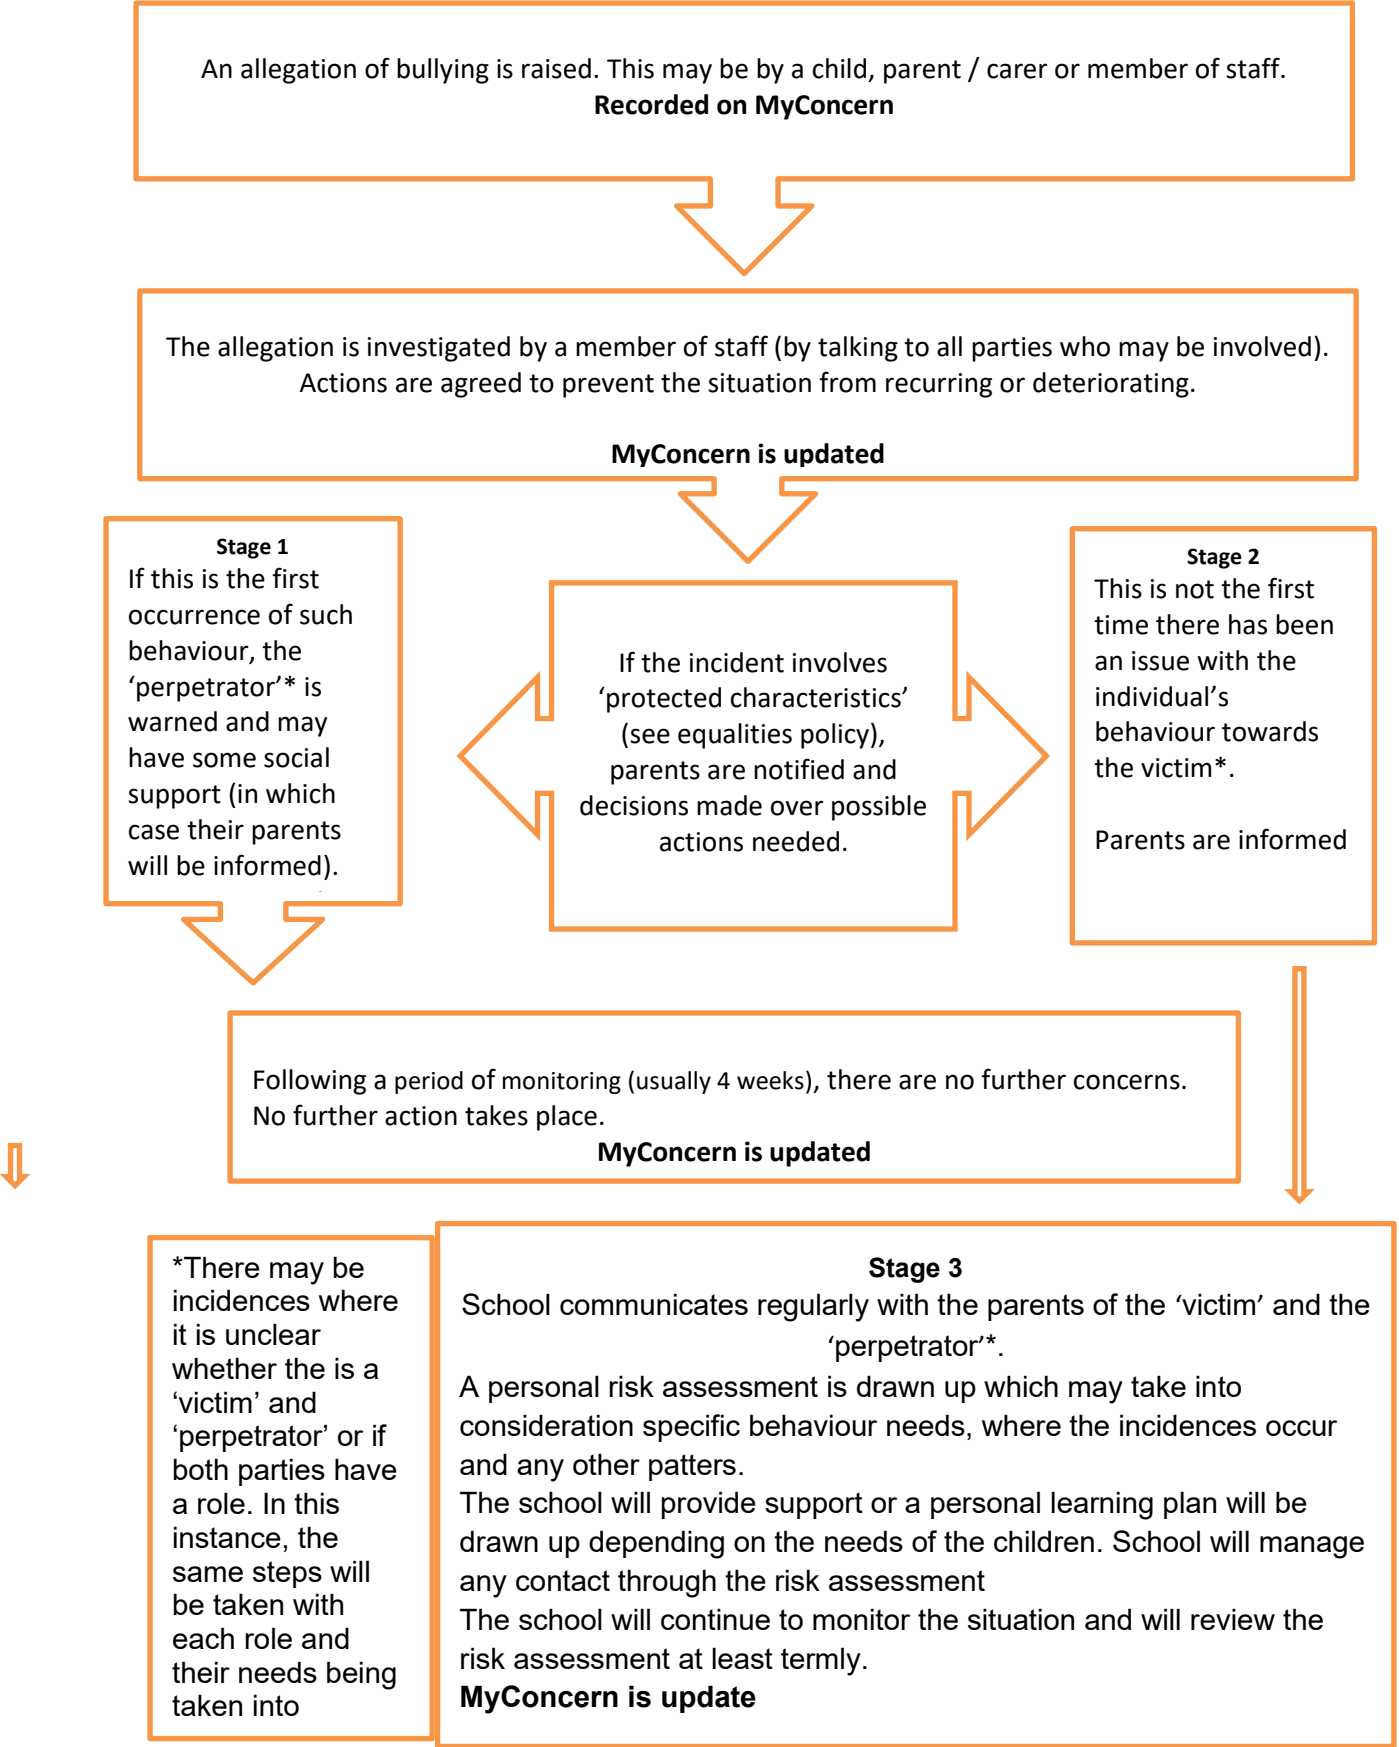 An allegation of bullying is raised. This may be by a child, parent / carer or member of staff.
Recorded on MyConcern
The allegation is investigated by a member of staff (by talking to all parties who may be involved).
Actions are agreed to prevent the situation from recurring or deteriorating.
MyConcern is updated
Stage 1
If this is the first
occurrence of such
behaviour, the
‘perpetrator’* is
warned and may
have some social
support (in which
case their parents
will be informed).
If the incident involves
‘protected characteristics’
(see equalities policy),
parents are notified and
decisions made over possible
actions needed.
Stage 2
This is not the first
time there has been
an issue with the
individual’s
behaviour towards
the victim*.
Parents are informed
Following a period of monitoring (usually 4 weeks), there are no further concerns.
No further action takes place.
MyConcern is updated
*There may be
incidences where
it is unclear
whether the is a
‘victim’ and
‘perpetrator’ or if
both parties have
a role. In this
instance, the
same steps will
be taken with
each role and
their needs being
taken into
Stage 3
School communicates regularly with the parents of the ‘victim’ and the
‘perpetrator’*.
A personal risk assessment is drawn up which may take into
consideration specific behaviour needs, where the incidences occur
and any other patters.
The school will provide support or a personal learning plan will be
drawn up depending on the needs of the children. School will manage
any contact through the risk assessment
The school will continue to monitor the situation and will review the
risk assessment at least termly.
MyConcern is update